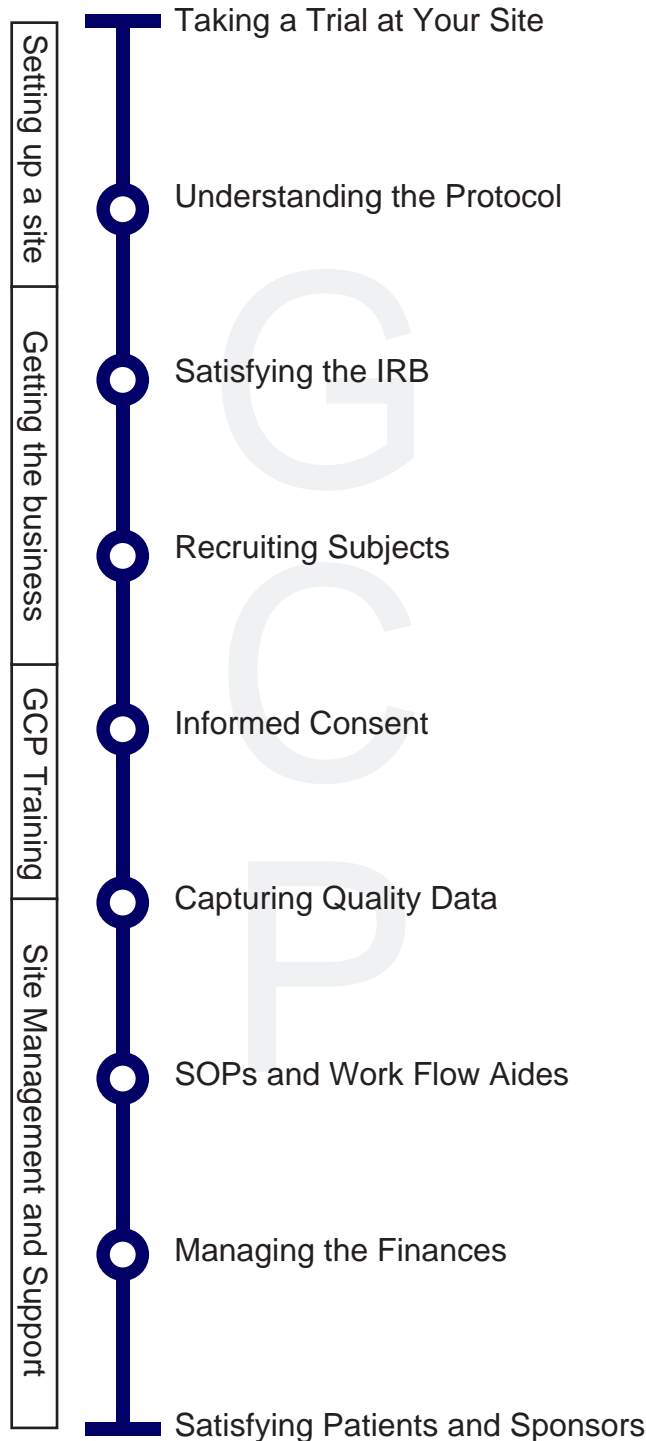 Taking a Trial at Your Site
Setting up a site
Understanding the Protocol
Getting the business
G
Satisfying the IRB
Recruiting Subjects
C
GCP Training
Informed Consent
Capturing Quality Data
P
Site Management and Support
SOPs and Work Flow Aides
Managing the Finances
Satisfying Patients and Sponsors